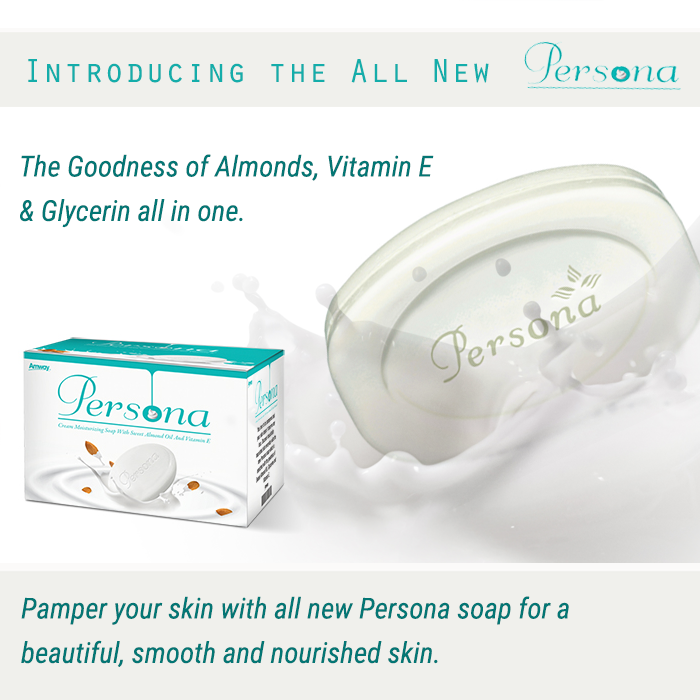 Introducing the All New Persona
The Goodness of Almonds, Vitamin E
& Glycerin all in one.
Persona
Persona
Amway
Persona
Cream Moisturising Soap With Sweet Almond Oil And Vitamin E
Persona
Pamper your skin with all new Persona soap for a
beautiful, smooth and nourished skin.